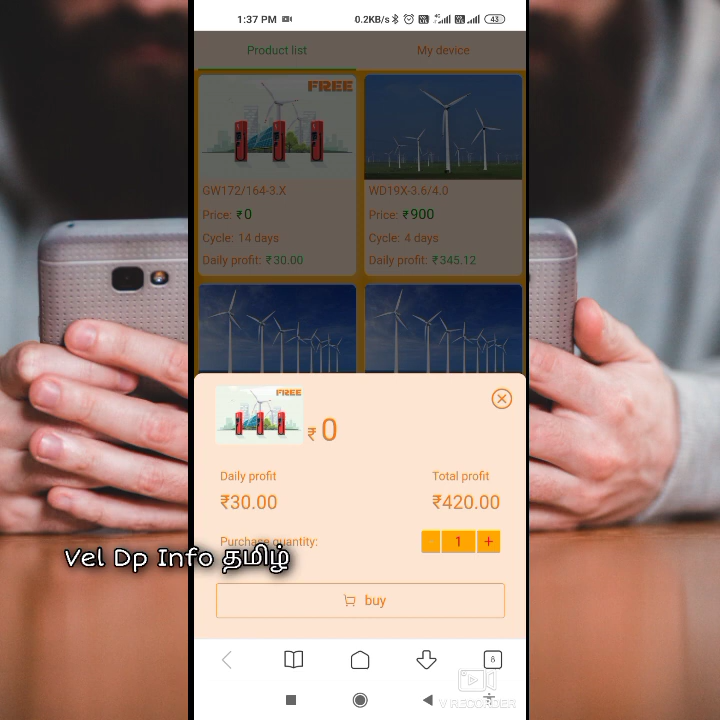 1:37 PM
0.2KB/s
43
Product list
My device
FREE
GW172/164-3.X
Price: ₹0
Cycle: 14 days
Daily profit: ₹30.00
WD19X-3.6/4.0
Price: ₹900
Cycle: 4 days
Daily profit: ₹345.12
FREE
₹ 0
Daily profit
Total profit
₹30.00
₹420.00
Purchase quantity:
- 1 +
Vel Dp Info தமிழ்
buy
6
V RECORDER